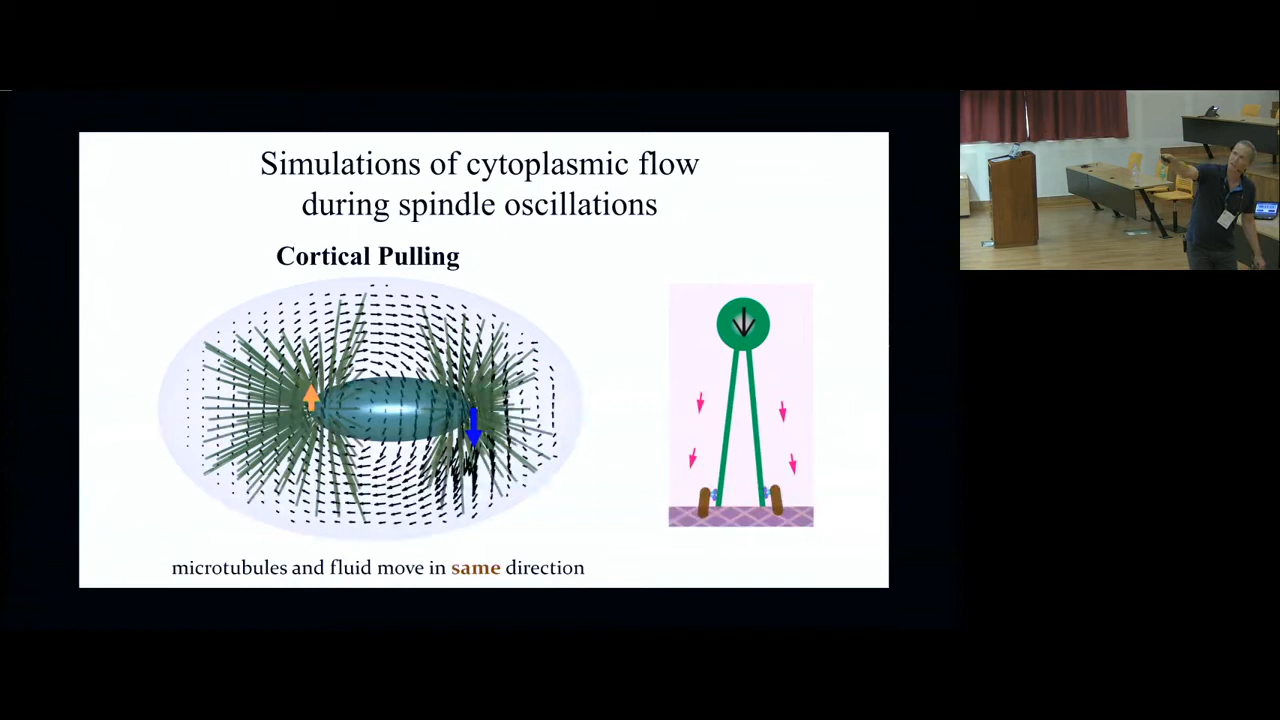 Simulations of cytoplasmic flow
during spindle oscillations
Cortical Pulling
microtubules and fluid move in same direction